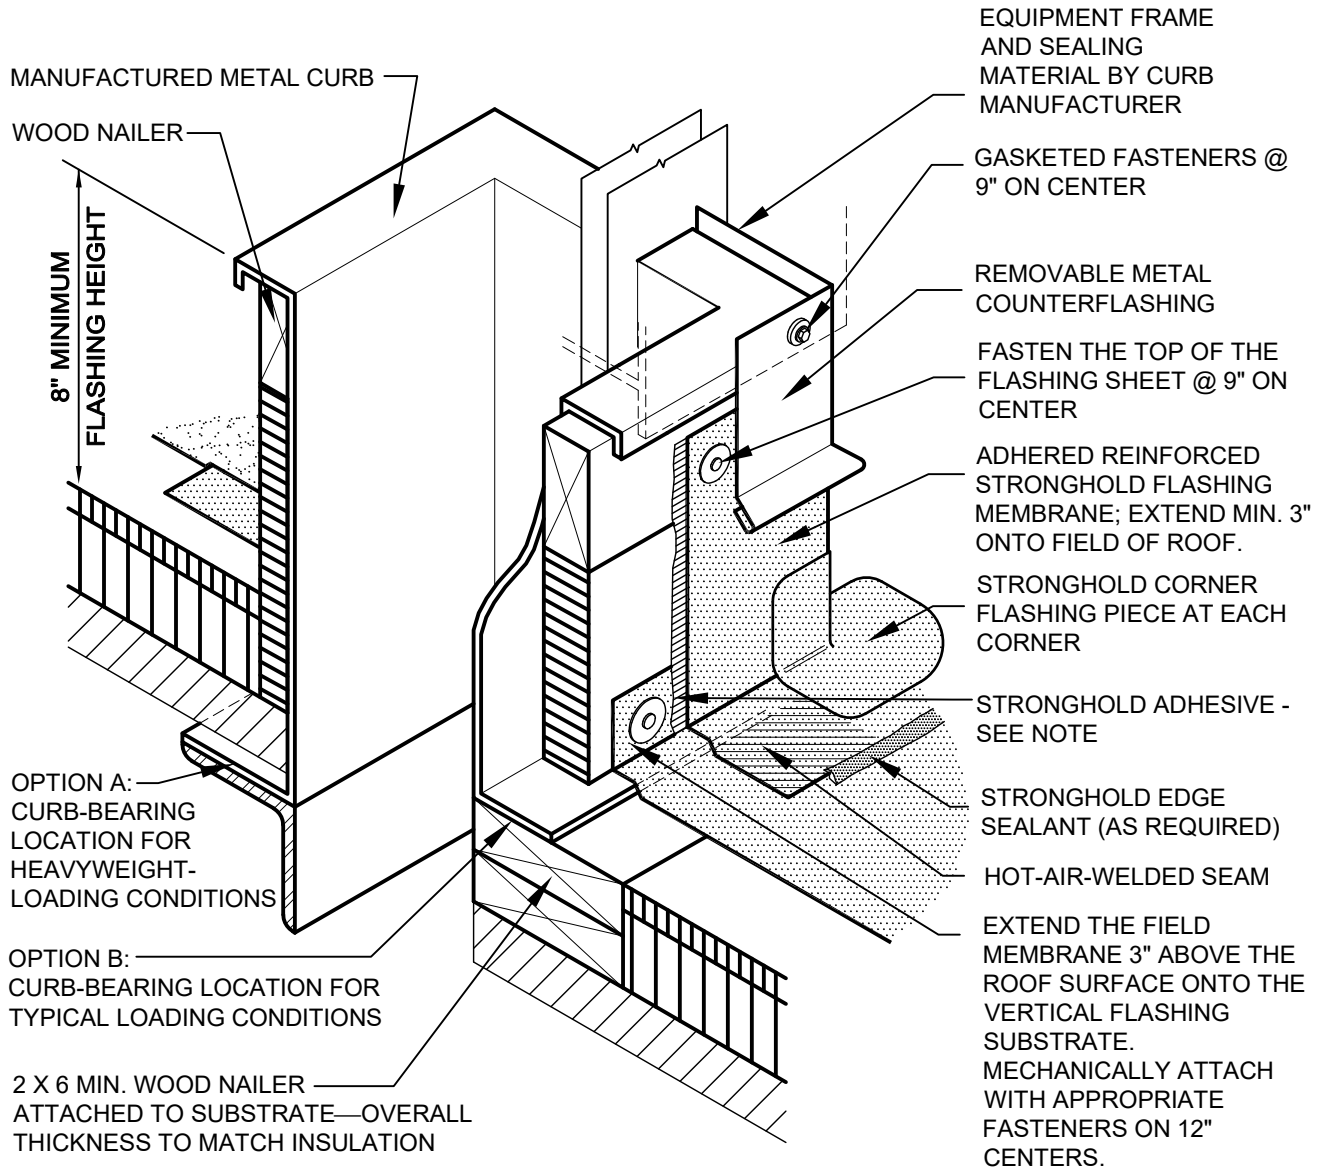 MANUFACTURED METAL CURB
WOOD NAILER
8" MINIMUM
FLASHING HEIGHT
OPTION A:
CURB-BEARING
LOCATION FOR
HEAVYWEIGHT-
LOADING CONDITIONS
OPTION B:
CURB-BEARING LOCATION FOR
TYPICAL LOADING CONDITIONS
2 X 6 MIN. WOOD NAILER
ATTACHED TO SUBSTRATE—OVERALL
THICKNESS TO MATCH INSULATION
EQUIPMENT FRAME
AND SEALING
MATERIAL BY CURB
MANUFACTURER
GASKETED FASTENERS @
9" ON CENTER
REMOVABLE METAL
COUNTERFLASHING
FASTEN THE TOP OF THE
FLASHING SHEET @ 9" ON
CENTER
ADHERED REINFORCED
STRONGHOLD FLASHING
MEMBRANE; EXTEND MIN. 3"
ONTO FIELD OF ROOF.
STRONGHOLD CORNER
FLASHING PIECE AT EACH
CORNER
STRONGHOLD ADHESIVE -
SEE NOTE
STRONGHOLD EDGE
SEALANT (AS REQUIRED)
HOT-AIR-WELDED SEAM
EXTEND THE FIELD
MEMBRANE 3" ABOVE THE
ROOF SURFACE ONTO THE
VERTICAL FLASHING
SUBSTRATE.
MECHANICALLY ATTACH
WITH APPROPRIATE
FASTENERS ON 12"
CENTERS.